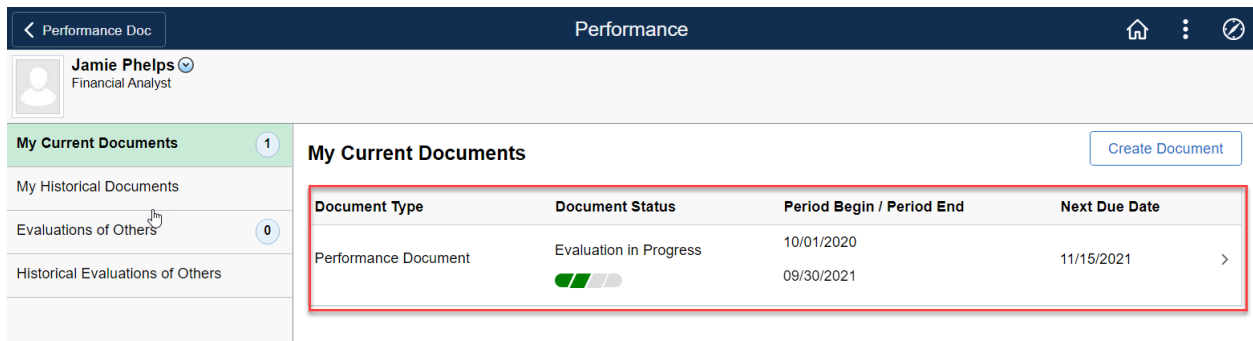 Performance Doc
Performance
Jamie Phelps
Financial Analyst
My Current Documents 1
My Historical Documents
Evaluations of Others 0
Historical Evaluations of Others
My Current Documents
Create Document
Document Type Document Status Period Begin / Period End Next Due Date
Performance Document Evaluation in Progress 10/01/2020 11/15/2021
09/30/2021